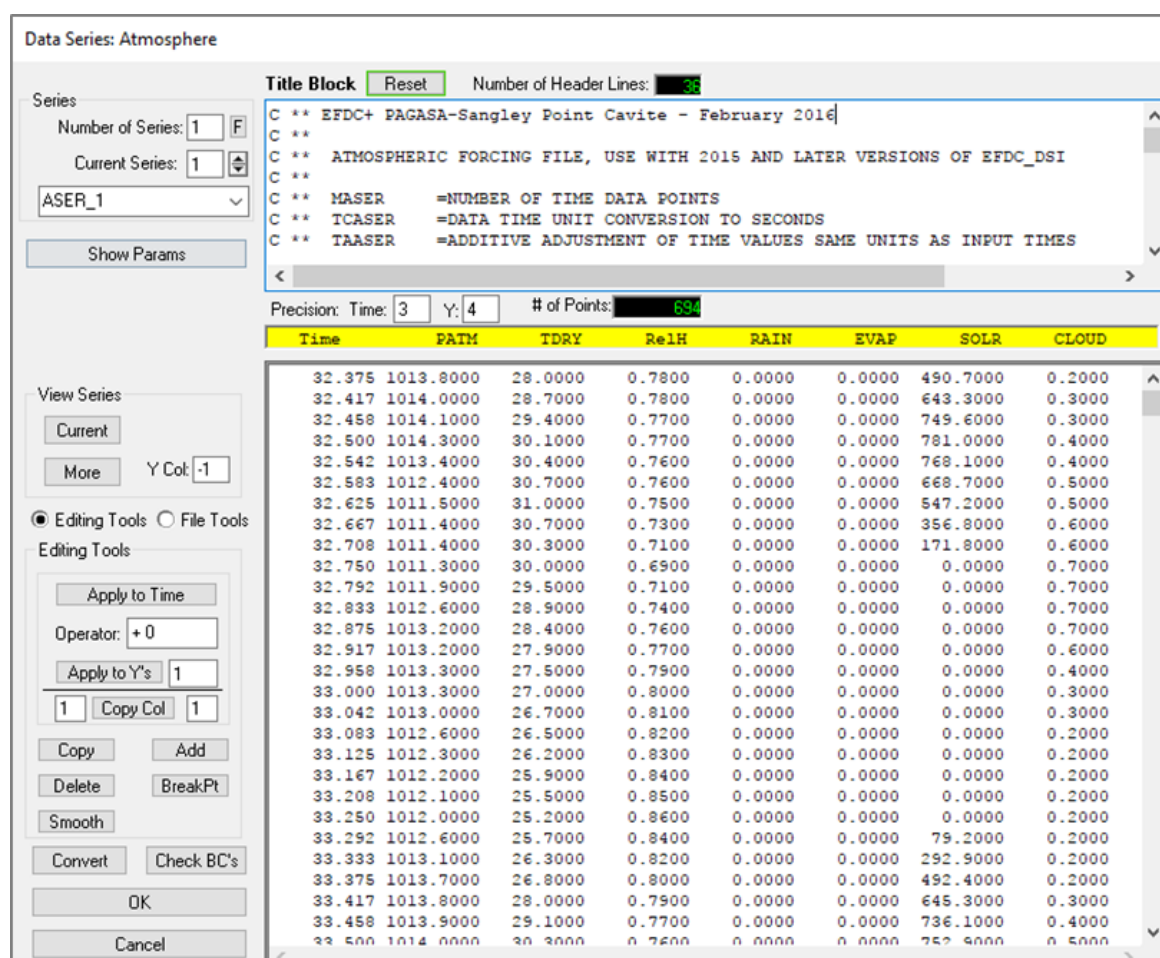 Data Series: Atmosphere
Series
Number of Series: 1 F
Current Series: 1
ASER_1
Show Params
Title Block Reset Number of Header Lines: 36
C ** EFDC+ PAGASA-Sangley Point Cavite - February 2016
C **
C ** ATMOSPHERIC FORCING FILE, USE WITH 2015 AND LATER VERSIONS OF EFDC_DSI
C **
C ** MASER =NUMBER OF TIME DATA POINTS
C ** TCASER =DATA TIME UNIT CONVERSION TO SECONDS
C ** TAASER =ADDITIVE ADJUSTMENT OF TIME VALUES SAME UNITS AS INPUT TIMES
Precision: Time: 3 Y: 4 # of Points: 694
Time PATM TDRY RelH RAIN EVAP SOLR CLOUD
32.375 1013.8000 28.0000 0.7800 0.0000 0.0000 490.7000 0.2000
32.417 1014.0000 28.7000 0.7800 0.0000 0.0000 643.3000 0.3000
32.458 1014.1000 29.4000 0.7700 0.0000 0.0000 749.6000 0.3000
32.500 1014.3000 30.1000 0.7700 0.0000 0.0000 781.0000 0.4000
32.542 1013.4000 30.4000 0.7600 0.0000 0.0000 768.1000 0.4000
32.583 1012.4000 30.7000 0.7600 0.0000 0.0000 668.7000 0.5000
32.625 1011.5000 31.0000 0.7500 0.0000 0.0000 547.2000 0.6000
32.667 1011.4000 30.7000 0.7300 0.0000 0.0000 356.8000 0.6000
32.708 1011.4000 30.3000 0.7100 0.0000 0.0000 171.8000 0.6000
32.750 1011.3000 30.0000 0.6900 0.0000 0.0000 0.0000 0.7000
32.792 1011.9000 29.5000 0.7100 0.0000 0.0000 0.0000 0.7000
32.833 1012.6000 28.9000 0.7400 0.0000 0.0000 0.0000 0.7000
32.875 1013.2000 28.4000 0.7600 0.0000 0.0000 0.0000 0.7000
32.917 1013.2000 27.9000 0.7700 0.0000 0.0000 0.0000 0.6000
32.958 1013.3000 27.5000 0.7900 0.0000 0.0000 0.0000 0.4000
33.000 1013.3000 27.0000 0.8000 0.0000 0.0000 0.0000 0.3000
33.042 1013.0000 26.7000 0.8100 0.0000 0.0000 0.0000 0.3000
33.083 1012.6000 26.5000 0.8200 0.0000 0.0000 0.0000 0.2000
33.125 1012.3000 26.2000 0.8300 0.0000 0.0000 0.0000 0.2000
33.167 1012.2000 25.9000 0.8400 0.0000 0.0000 0.0000 0.2000
33.208 1012.1000 25.5000 0.8500 0.0000 0.0000 0.0000 0.2000
33.250 1012.0000 25.2000 0.8600 0.0000 0.0000 0.0000 0.2000
33.292 1012.6000 25.7000 0.8400 0.0000 0.0000 79.2000 0.2000
33.333 1013.1000 26.3000 0.8200 0.0000 0.0000 292.9000 0.2000
33.375 1013.7000 26.8000 0.8000 0.0000 0.0000 492.4000 0.2000
33.417 1013.8000 28.0000 0.7900 0.0000 0.0000 645.3000 0.3000
33.458 1013.9000 29.1000 0.7700 0.0000 0.0000 736.1000 0.4000
33.500 1014.0000 30.3000 0.7600 0.0000 0.0000 752.9000 0.5000
View Series
Current
More Y Col: -1
Editing Tools File Tools
Editing Tools
Apply to Time
Operator: + 0
Apply to Y's 1
1 Copy Col 1
Copy Add
Delete BreakPt
Smooth
Convert Check BC's
OK
Cancel